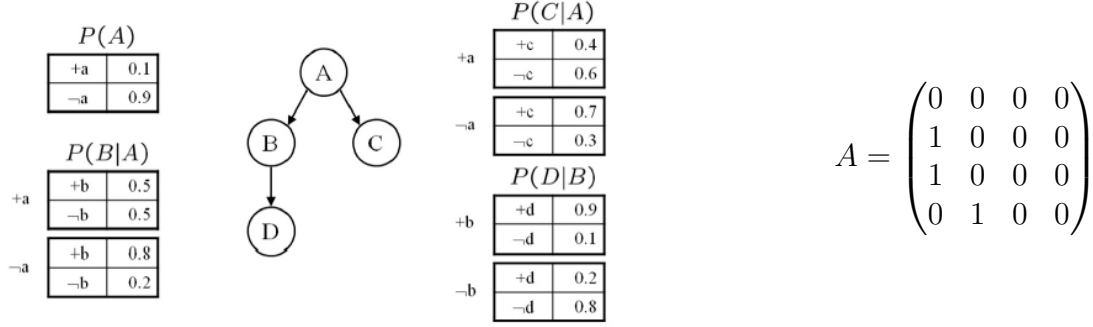 P(A)
+a 0.1
¬a 0.9
P(B|A)
+a
+b 0.5
¬b 0.5
¬a
+b 0.8
¬b 0.2
A
B
C
D
P(C|A)
+a
+c 0.4
¬c 0.6
¬a
+c 0.7
¬c 0.3
P(D|B)
+b
+d 0.9
¬d 0.1
¬b
+d 0.2
¬d 0.8
A =
0 0 0 0
1 0 0 0
1 0 0 0
0 1 0 0